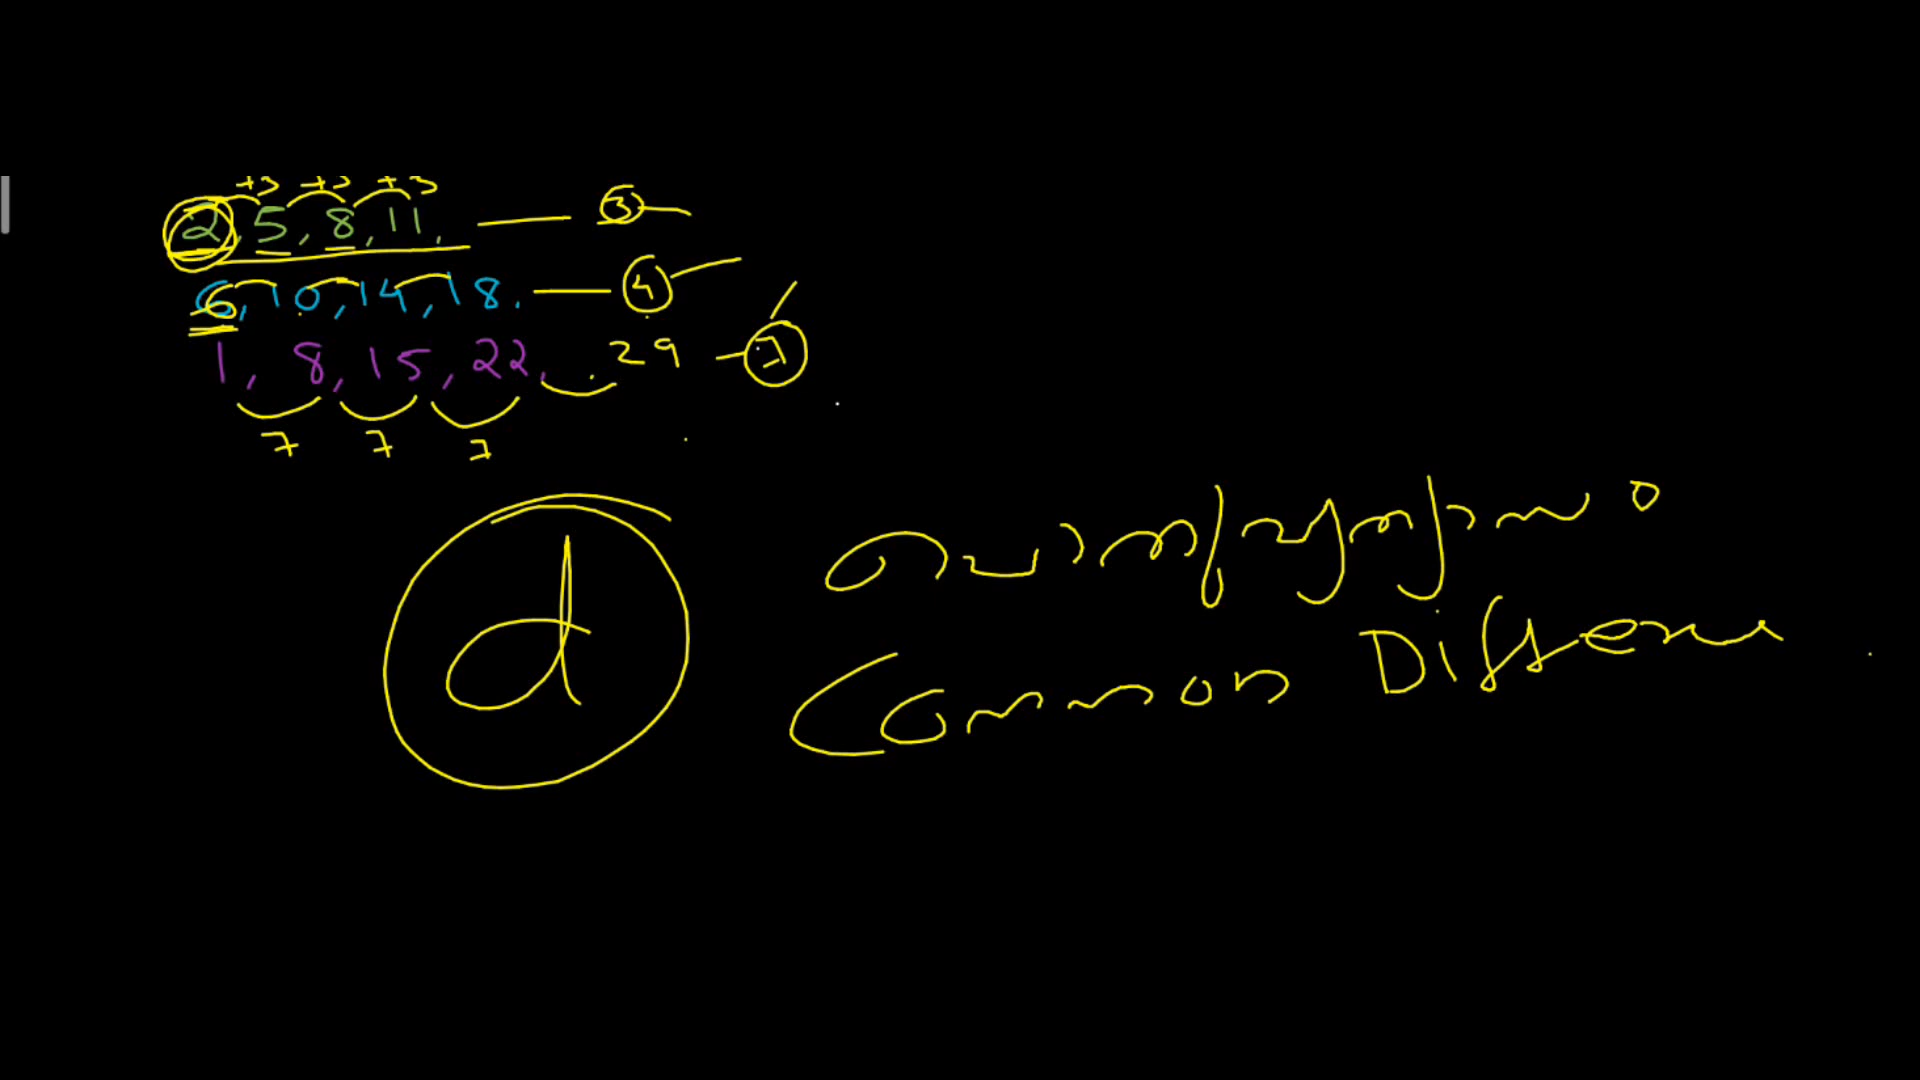 +3 +3 +3
2, 5, 8, 11, — 3
6, 10, 14, 18. — 4
1, 8, 15, 22, 29 – 7
7 7 7
d
പൊതുവ്യത്യാസം
Common Difference